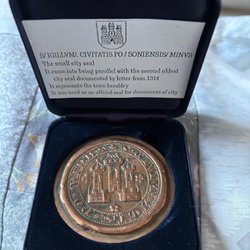 S/ IGILLVM/ CIVITATIS PO/ SONIENSIS/ MINVS
The small city seal
It came into being parallel with the second oldest
city seal documented by letter from 1314
It represents the town heraldry
It was used as an official seal for documents of city